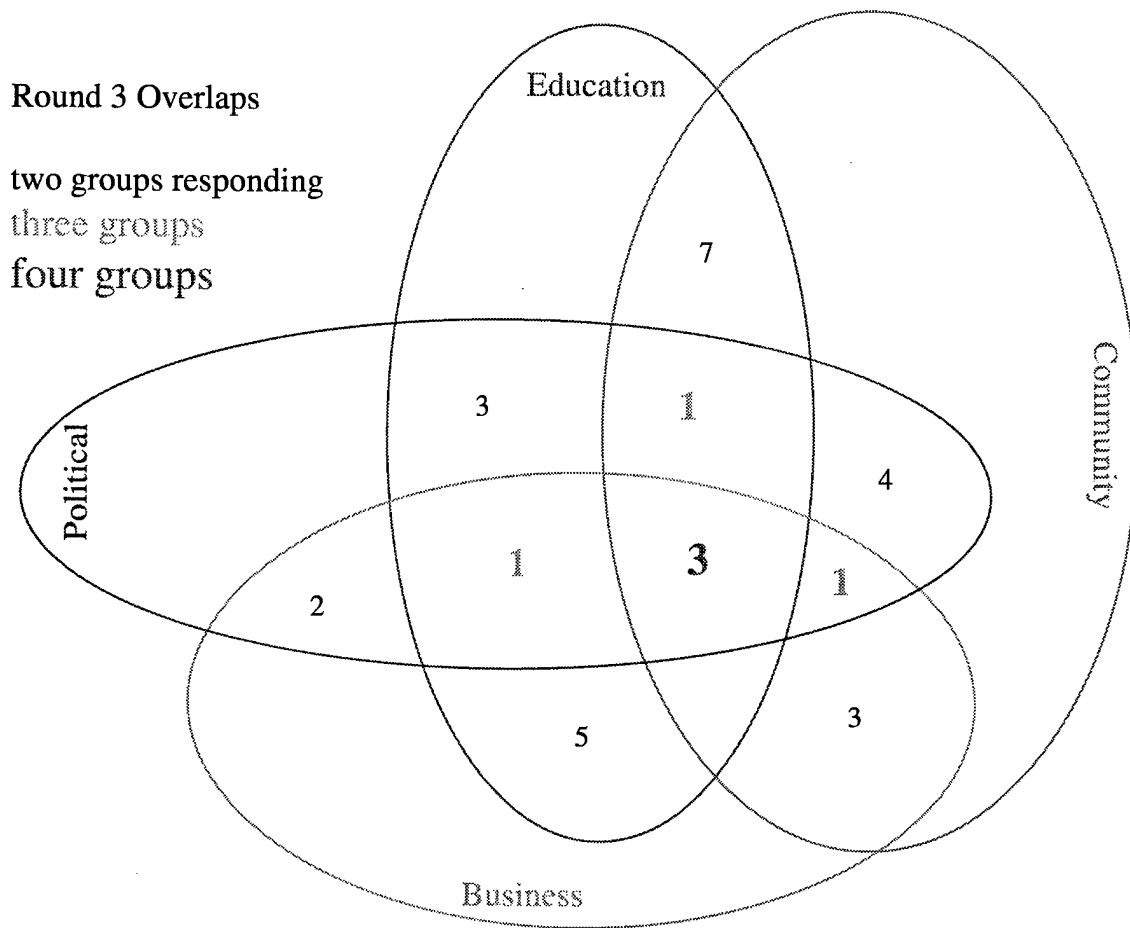 Education
Round 3 Overlaps
two groups responding
three groups
four groups
7
Community
3
1
4
Political
1
3
1
2
5
3
Business